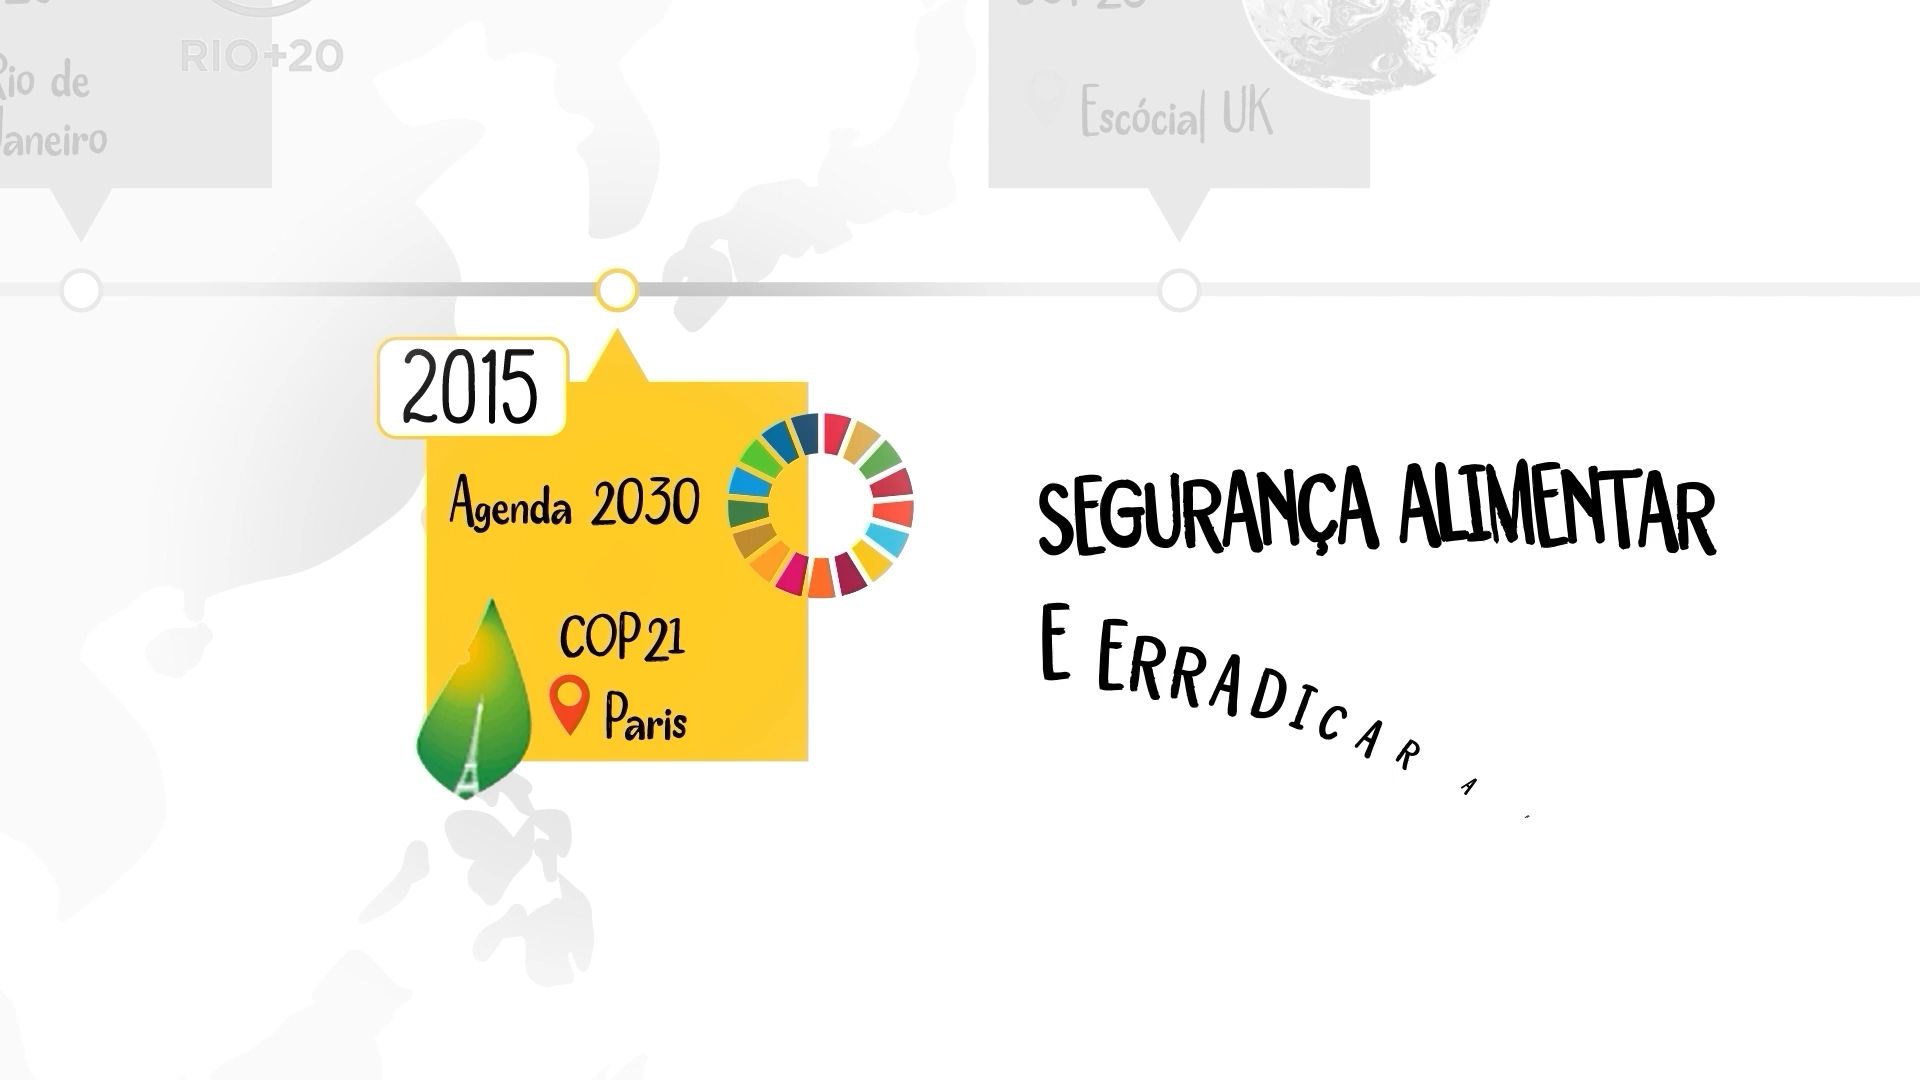 RIO+20
Rio de
Janeiro
Escócia| UK
2015
Agenda 2030
COP21
Paris
SEGURANÇA ALIMENTAR
E ERRADICAR A